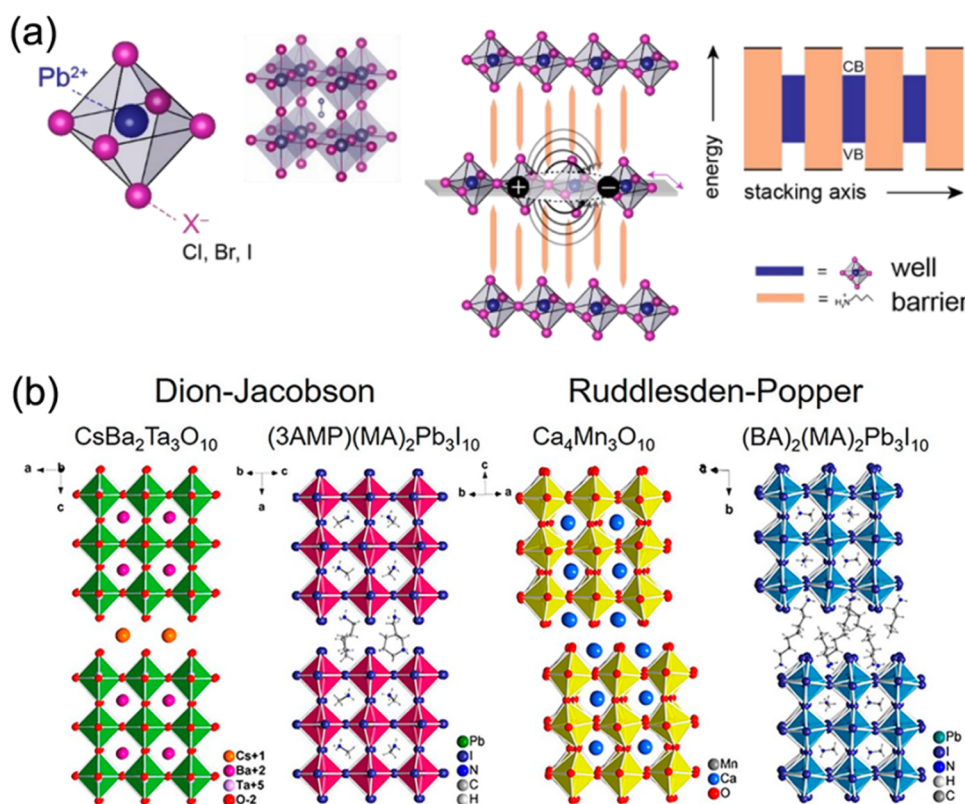 (a)
Pb²⁺
X⁻
Cl, Br, I
+
−
energy
CB
VB
stacking axis
= well
= H₃N⁺ barrier
(b)
Dion-Jacobson
Ruddlesden-Popper
CsBa₂Ta₃O₁₀
(3AMP)(MA)₂Pb₃I₁₀
Ca₄Mn₃O₁₀
(BA)₂(MA)₂Pb₃I₁₀
a b
c
b c
a
c
b a
a
b
Cs+1
Ba+2
Ta+5
O-2
Pb
I
N
C
H
Mn
Ca
O
Pb
I
N
H
C